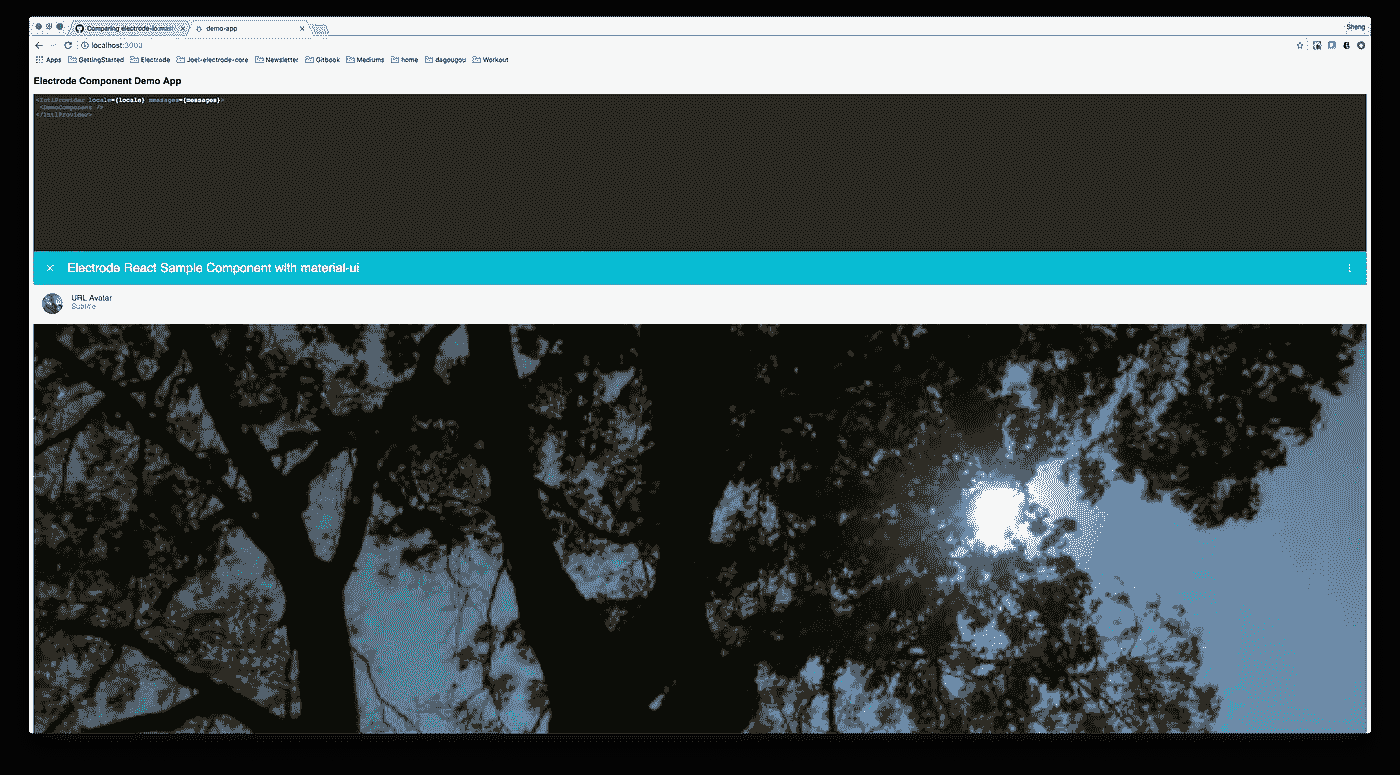 Comparing electrode-io:mast
demo-app
Sheng
localhost:3000
Apps GettingStarted Electrode Joel-electrode-core Newsletter Gitbook Mediums home dagougou Workout
Electrode Component Demo App
<IntlProvider locale={locale} messages={messages}>
<DemoComponent />
</IntlProvider>
Electrode React Sample Component with material-ui
URL Avatar
Subtitle